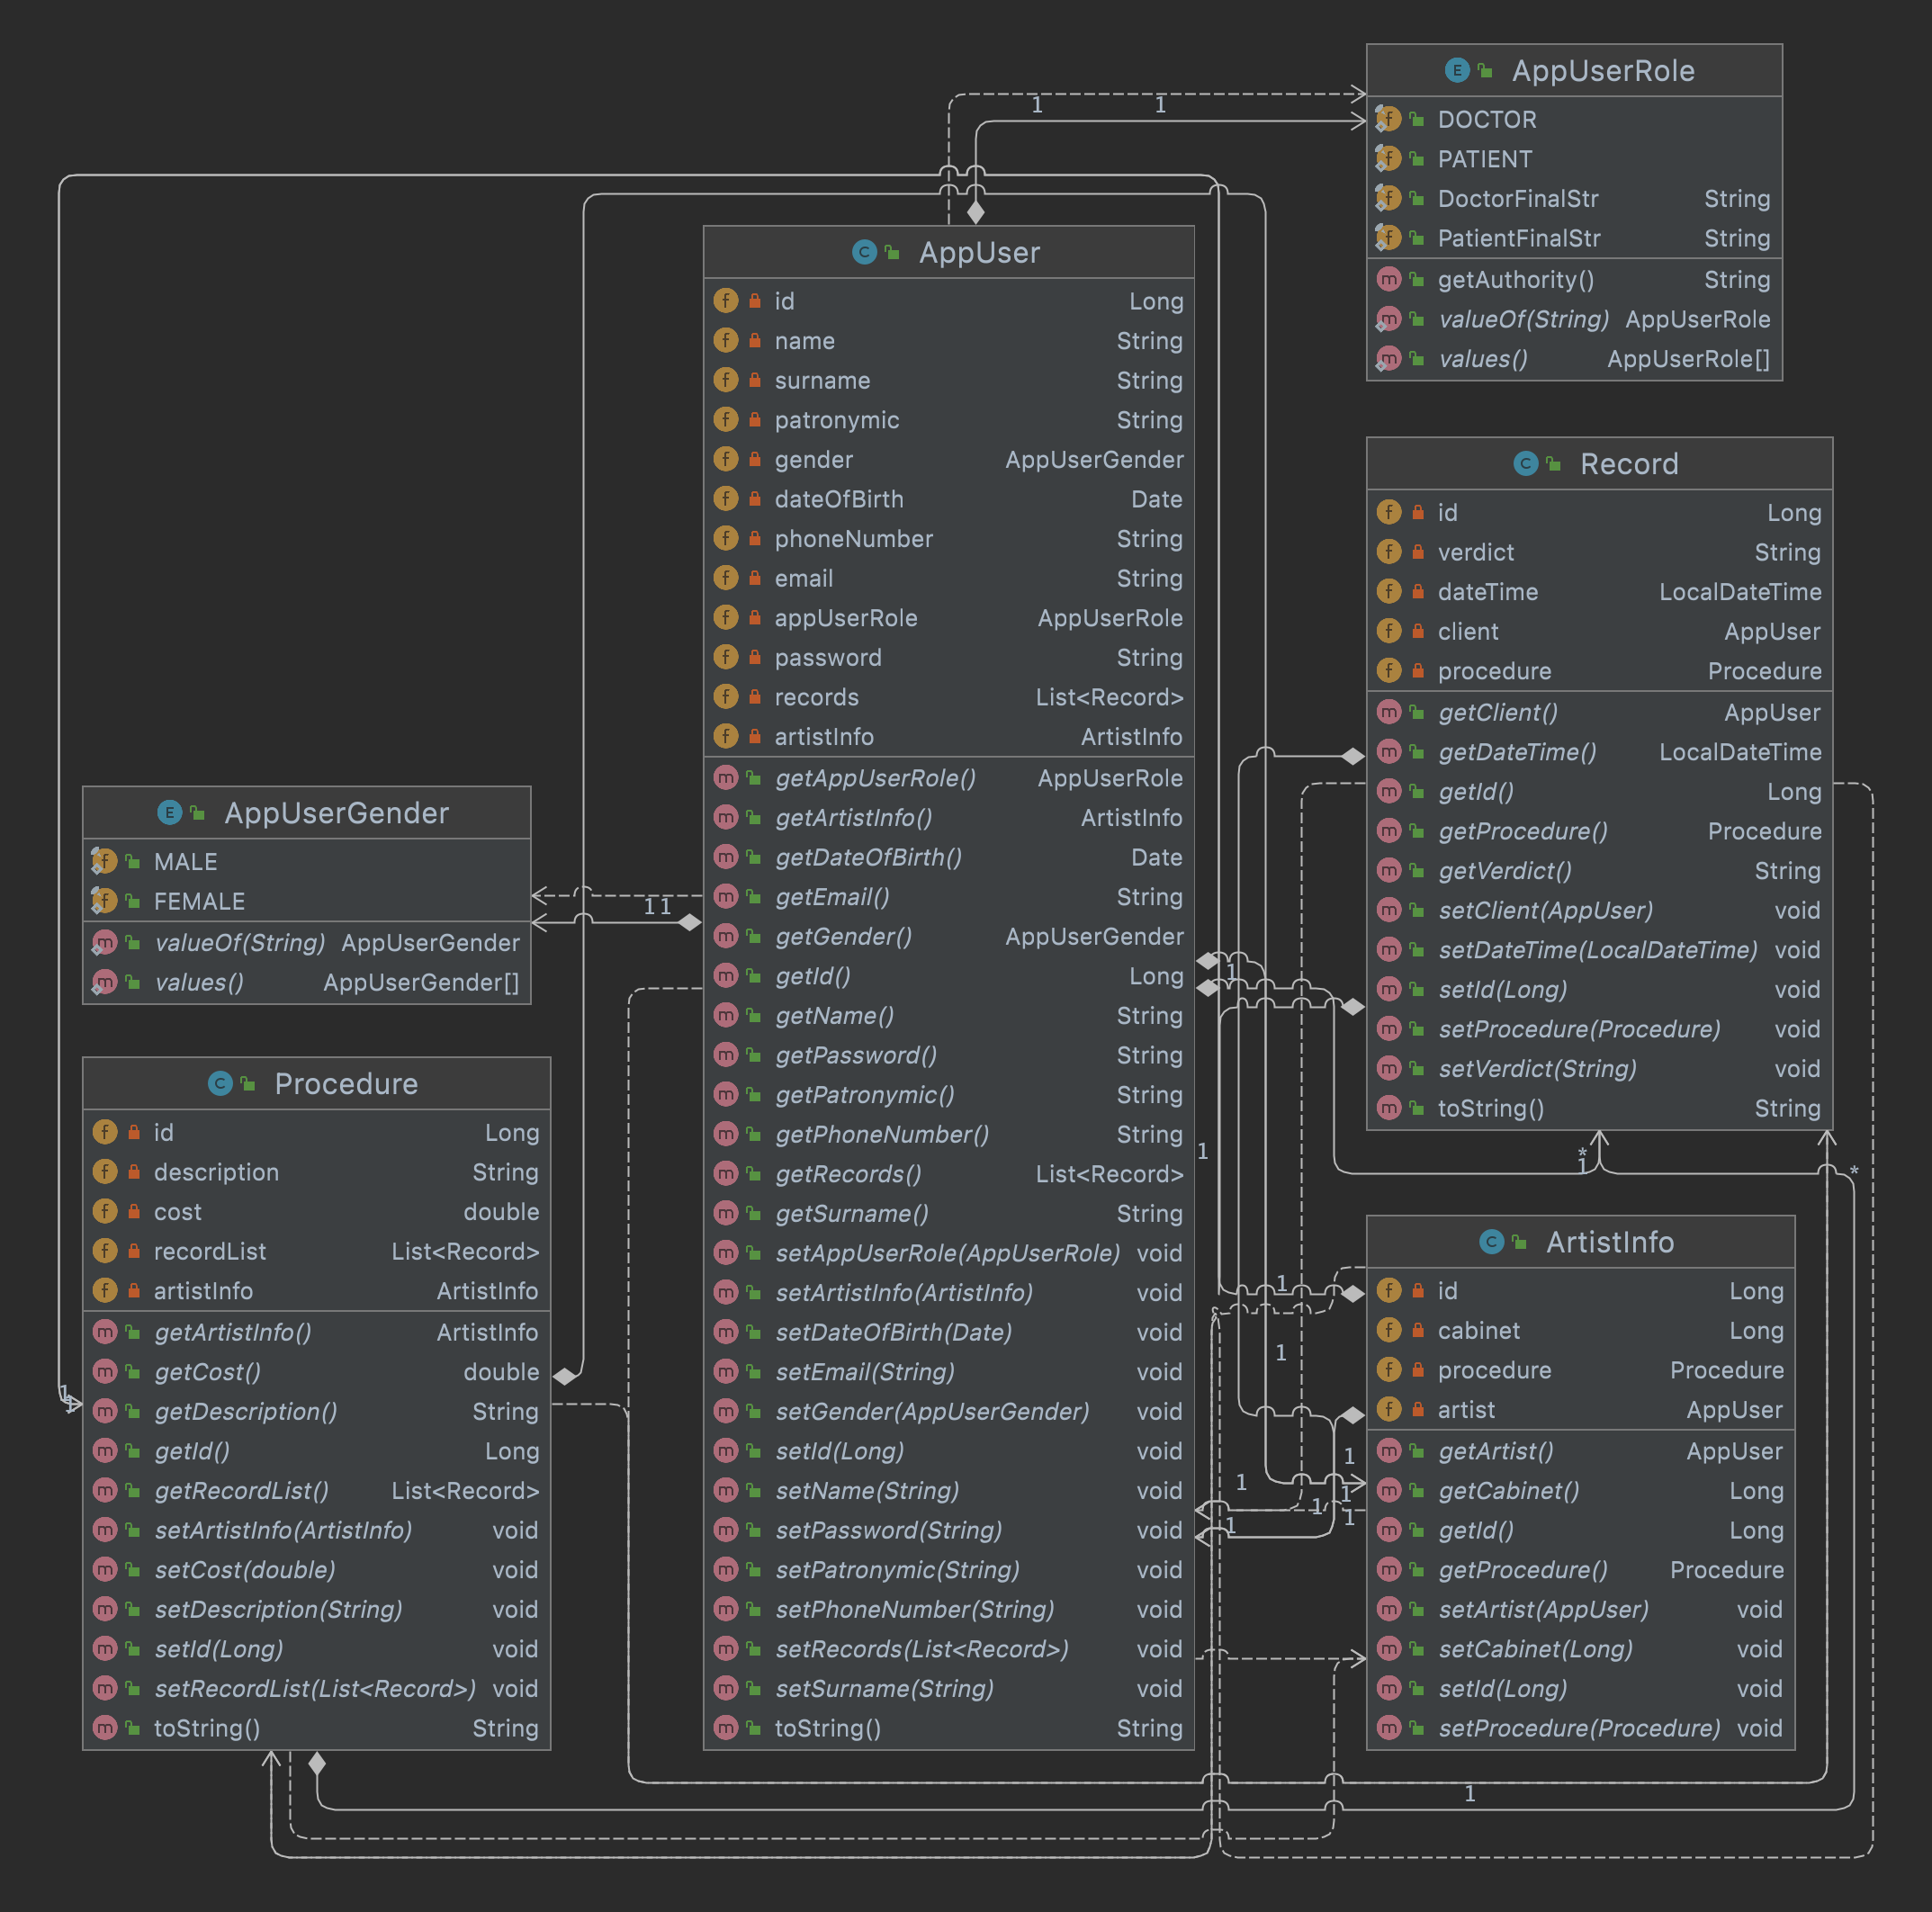 AppUserRole
DOCTOR
PATIENT
DoctorFinalStr String
PatientFinalStr String
getAuthority() String
valueOf(String) AppUserRole
values() AppUserRole[]
1 1
AppUser
id Long
name String
surname String
patronymic String
gender AppUserGender
dateOfBirth Date
phoneNumber String
email String
appUserRole AppUserRole
password String
records List<Record>
artistInfo ArtistInfo
getAppUserRole() AppUserRole
getArtistInfo() ArtistInfo
getDateOfBirth() Date
getEmail() String
getGender() AppUserGender
getId() Long
getName() String
getPassword() String
getPatronymic() String
getPhoneNumber() String
getRecords() List<Record>
getSurname() String
setAppUserRole(AppUserRole) void
setArtistInfo(ArtistInfo) void
setDateOfBirth(Date) void
setEmail(String) void
setGender(AppUserGender) void
setId(Long) void
setName(String) void
setPassword(String) void
setPatronymic(String) void
setPhoneNumber(String) void
setRecords(List<Record>) void
setSurname(String) void
toString() String
Record
id Long
verdict String
dateTime LocalDateTime
client AppUser
procedure Procedure
getClient() AppUser
getDateTime() LocalDateTime
getId() Long
getProcedure() Procedure
getVerdict() String
setClient(AppUser) void
setDateTime(LocalDateTime) void
setId(Long) void
setProcedure(Procedure) void
setVerdict(String) void
toString() String
AppUserGender
MALE
FEMALE
valueOf(String) AppUserGender
values() AppUserGender[]
1 1
Procedure
id Long
description String
cost double
recordList List<Record>
artistInfo ArtistInfo
getArtistInfo() ArtistInfo
getCost() double
getDescription() String
getId() Long
getRecordList() List<Record>
setArtistInfo(ArtistInfo) void
setCost(double) void
setDescription(String) void
setId(Long) void
setRecordList(List<Record>) void
toString() String
1
1
1
1
*
1
*
ArtistInfo
id Long
cabinet Long
procedure Procedure
artist AppUser
getArtist() AppUser
getCabinet() Long
getId() Long
getProcedure() Procedure
setArtist(AppUser) void
setCabinet(Long) void
setId(Long) void
setProcedure(Procedure) void
1
1
1
1
1
1
1
1
1